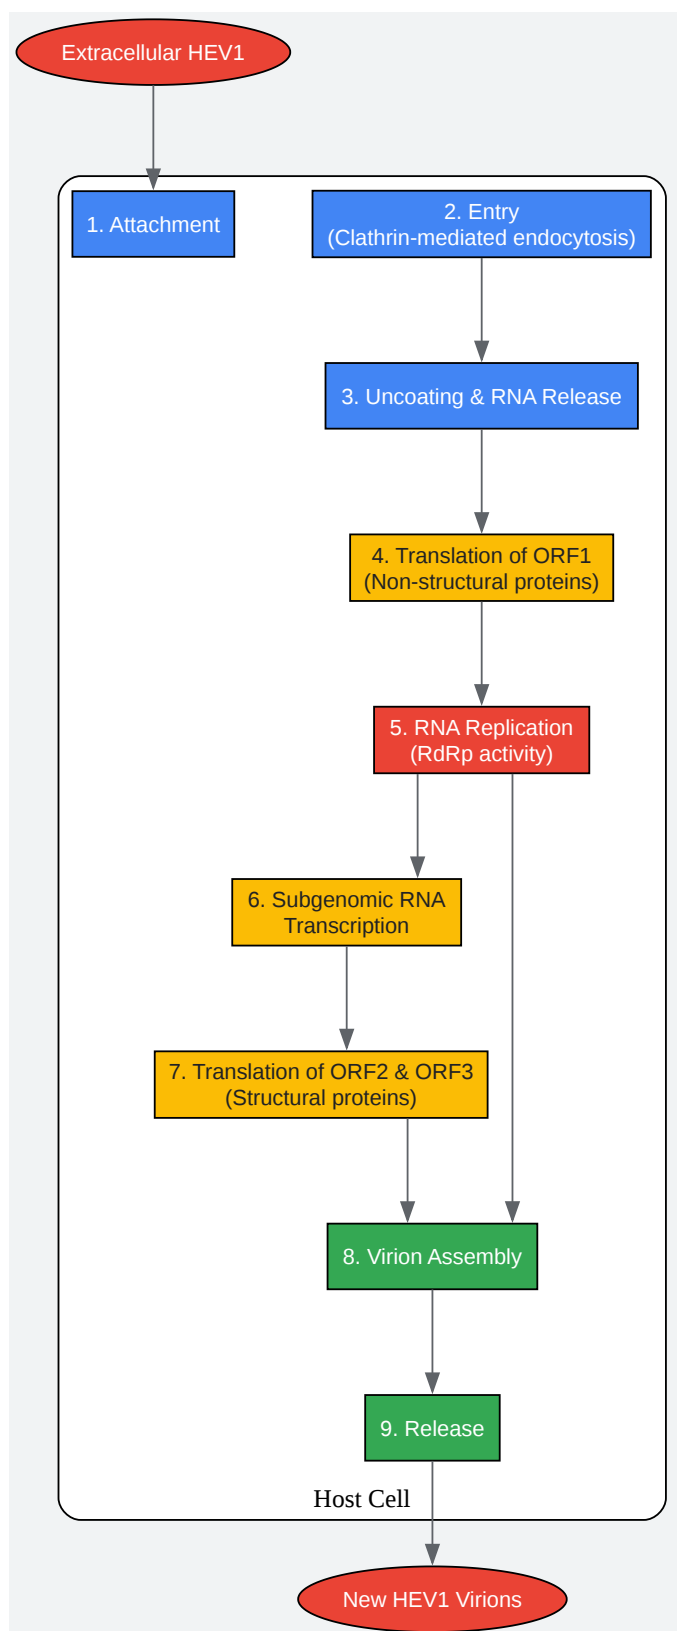 Extracellular HEV1
1. Attachment
2. Entry
(Clathrin-mediated endocytosis)
3. Uncoating & RNA Release
4. Translation of ORF1
(Non-structural proteins)
5. RNA Replication
(RdRp activity)
6. Subgenomic RNA
Transcription
7. Translation of ORF2 & ORF3
(Structural proteins)
8. Virion Assembly
9. Release
Host Cell
New HEV1 Virions